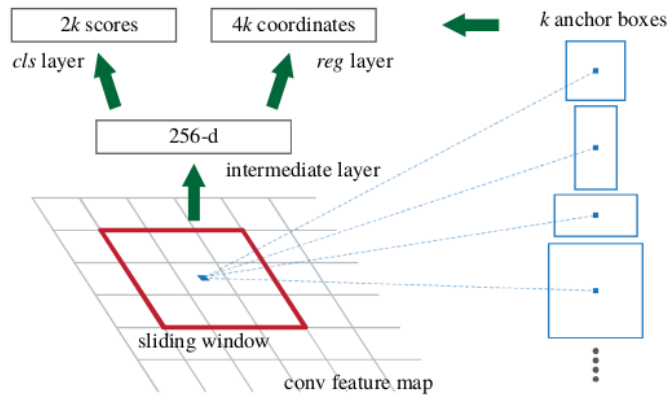 2k scores
4k coordinates
k anchor boxes
cls layer
reg layer
256-d
intermediate layer
sliding window
conv feature map